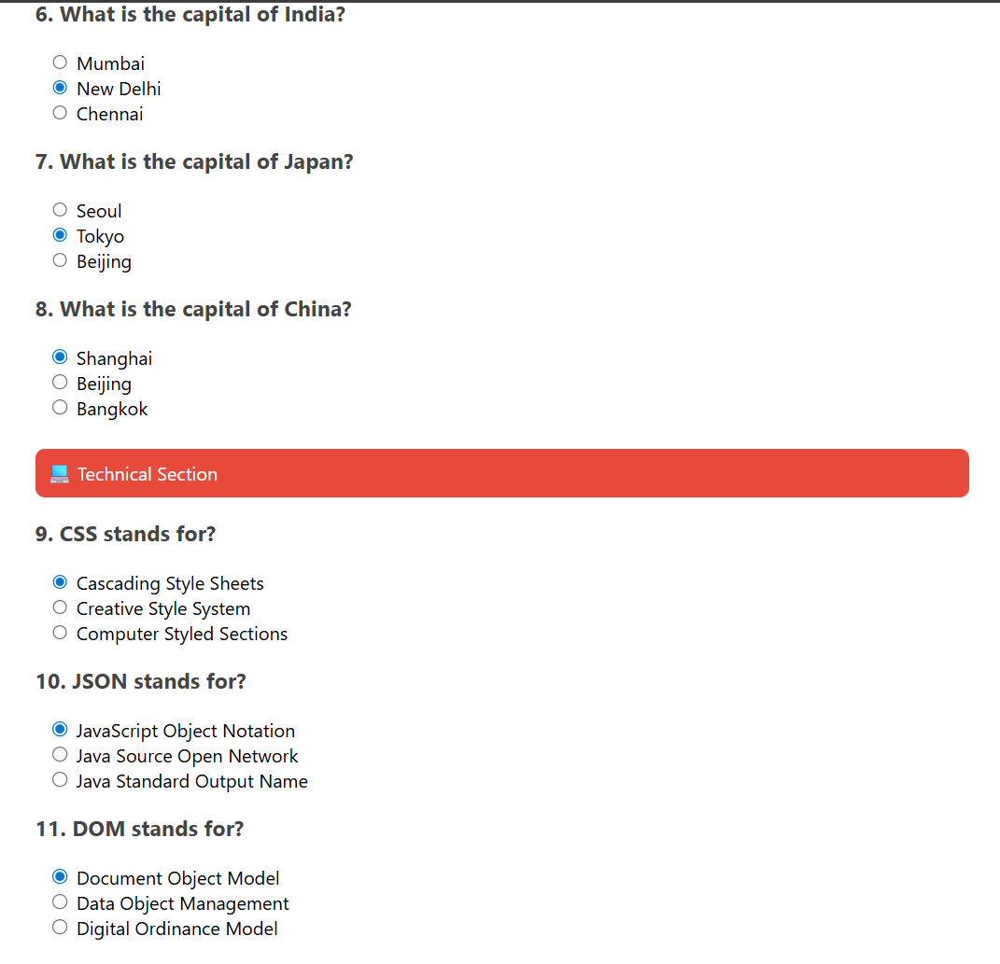 6. What is the capital of India?
Mumbai
New Delhi
Chennai
7. What is the capital of Japan?
Seoul
Tokyo
Beijing
8. What is the capital of China?
Shanghai
Beijing
Bangkok
Technical Section
9. CSS stands for?
Cascading Style Sheets
Creative Style System
Computer Styled Sections
10. JSON stands for?
JavaScript Object Notation
Java Source Open Network
Java Standard Output Name
11. DOM stands for?
Document Object Model
Data Object Management
Digital Ordinance Model